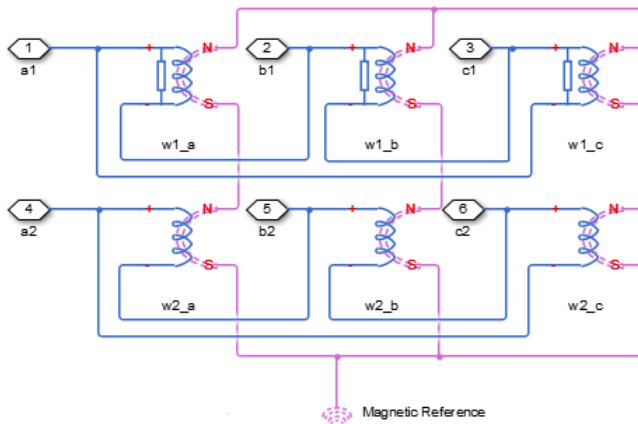 1 + N 2 + N 3 + N
a1 b1 c1
- S - S - S
w1_a w1_b w1_c
4 + N 5 + N 6 + N
a2 b2 c2
- S - S - S
w2_a w2_b w2_c
Magnetic Reference